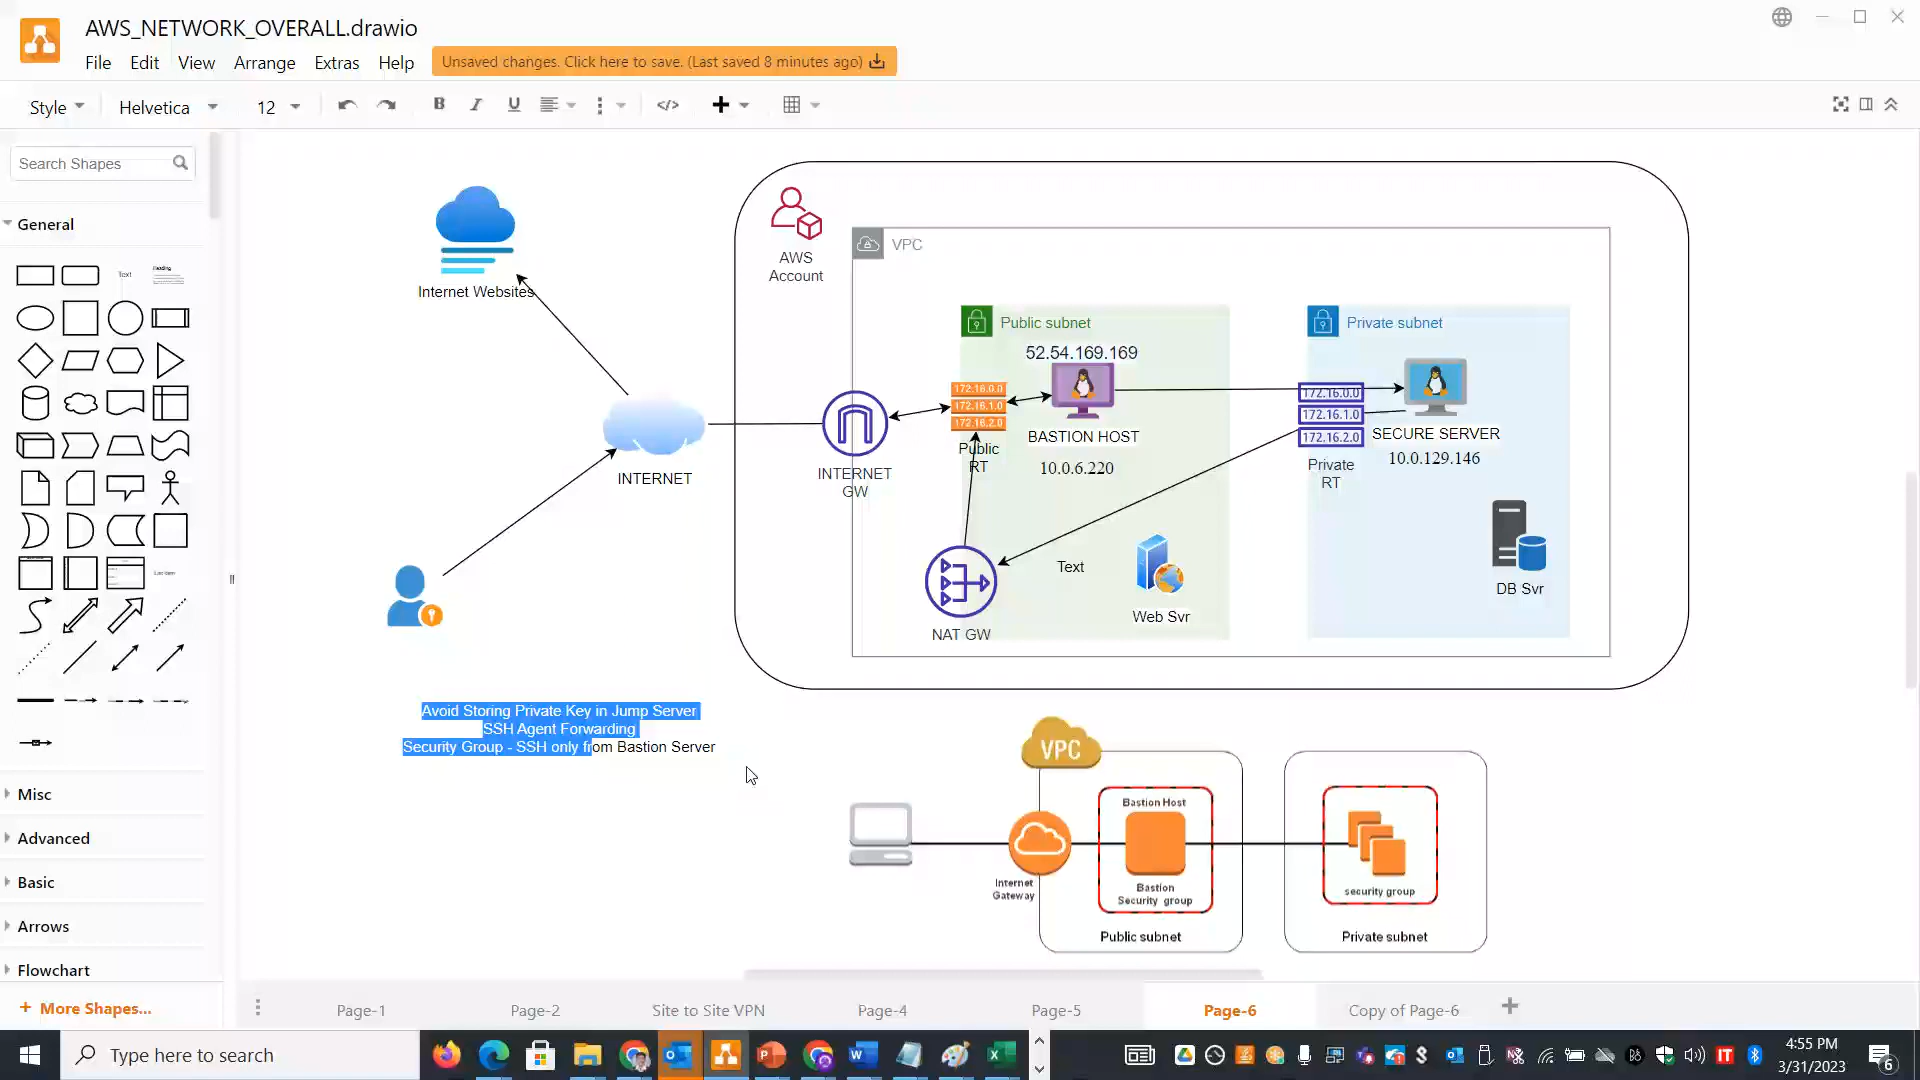 AWS_NETWORK_OVERALL.drawio
File Edit View Arrange Extras Help
Unsaved changes. Click here to save. (Last saved 8 minutes ago)
Style Helvetica 12
Search Shapes
General
Text
Heading
Misc
Advanced
Basic
Arrows
Flowchart
+ More Shapes...
Internet Websites
INTERNET
AWS
Account
VPC
Public subnet
52.54.169.169
172.16.0.0
172.16.1.0
172.16.2.0
Public
RT
BASTION HOST
10.0.6.220
INTERNET
GW
NAT GW
Text
Web Svr
Private subnet
172.16.0.0
172.16.1.0
172.16.2.0
Private
RT
SECURE SERVER
10.0.129.146
DB Svr
Avoid Storing Private Key in Jump Server
SSH Agent Forwarding
Security Group - SSH only from Bastion Server
VPC
Bastion Host
Bastion
Security group
Internet
Gateway
Public subnet
security group
Private subnet
Page-1 Page-2 Site to Site VPN Page-4 Page-5 Page-6 Copy of Page-6
Type here to search
4:55 PM
3/31/2023
6